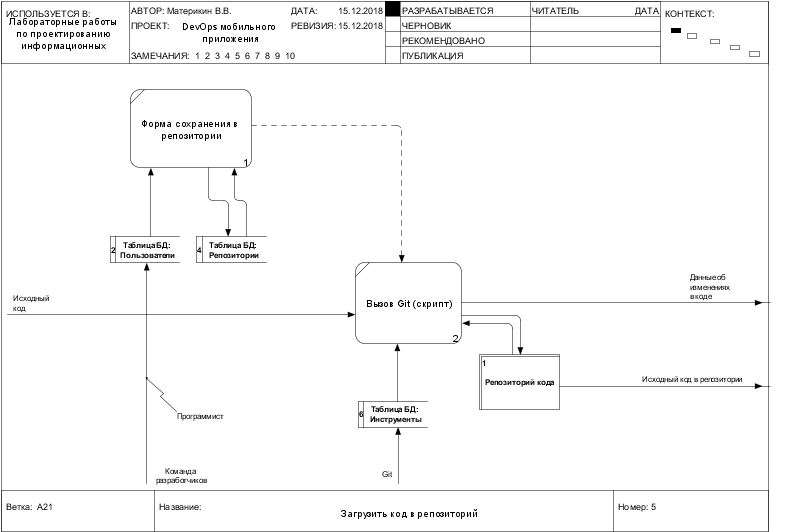 ИСПОЛЬЗУЕТСЯ В:
Лабораторные работы
по проектированию
информационных
АВТОР: Материкин В.В.
ДАТА: 15.12.2018
ПРОЕКТ: DevOps мобильного
приложения
РЕВИЗИЯ: 15.12.2018
ЗАМЕЧАНИЯ: 1 2 3 4 5 6 7 8 9 10
РАЗРАБАТЫВАЕТСЯ
ЧЕРНОВИК
РЕКОМЕНДОВАНО
ПУБЛИКАЦИЯ
ЧИТАТЕЛЬ
ДАТА
КОНТЕКСТ:
Форма сохранения в
репозитории
1
2
Таблица БД:
Пользователи
4
Таблица БД:
Репозитории
Исходный
код
Вызов Git (скрипт)
2
Данные об
изменениях
в коде
1
Репозиторий кода
Исходный код в репозитории
6
Таблица БД:
Инструменты
Программист
Команда
разработчиков
Git
Ветка: A21
Название:
Загрузить код в репозиторий
Номер: 5